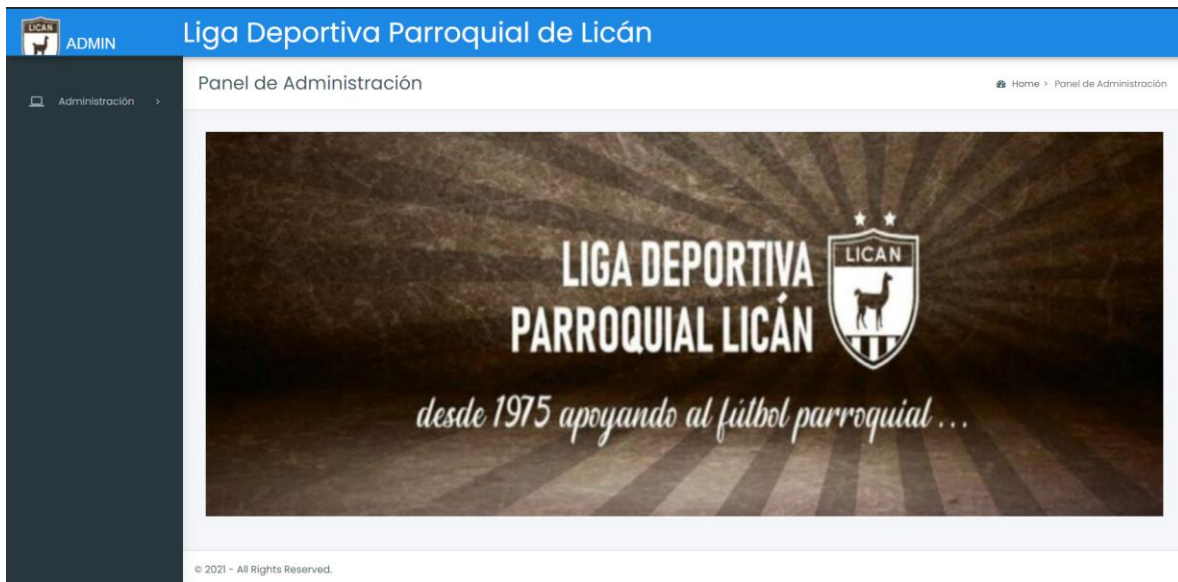 LICAN
ADMIN
Liga Deportiva Parroquial de Licán
Administración >
Panel de Administración
Home > Panel de Administración
LIGA DEPORTIVA
PARROQUIAL LICÁN
LICAN
desde 1975 apoyando al fútbol parroquial ...
© 2021 - All Rights Reserved.